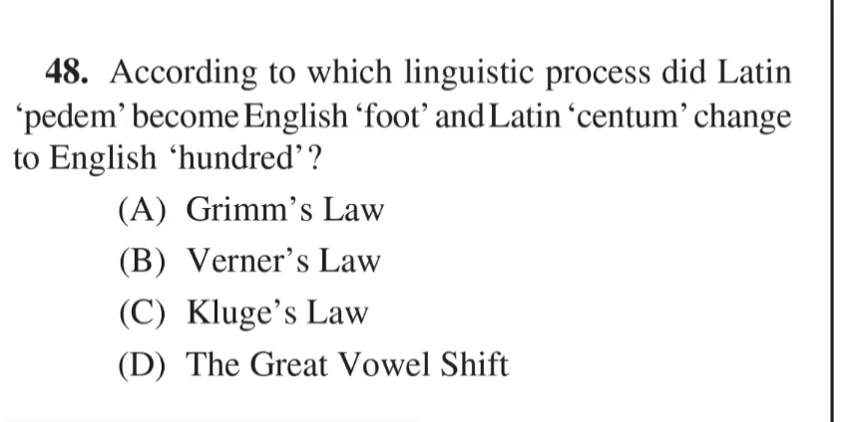 48. According to which linguistic process did Latin
‘pedem’ become English ‘foot’ and Latin ‘centum’ change
to English ‘hundred’?
(A) Grimm’s Law
(B) Verner’s Law
(C) Kluge’s Law
(D) The Great Vowel Shift